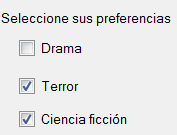 Seleccione sus preferencias
Drama
Terror
Ciencia ficción